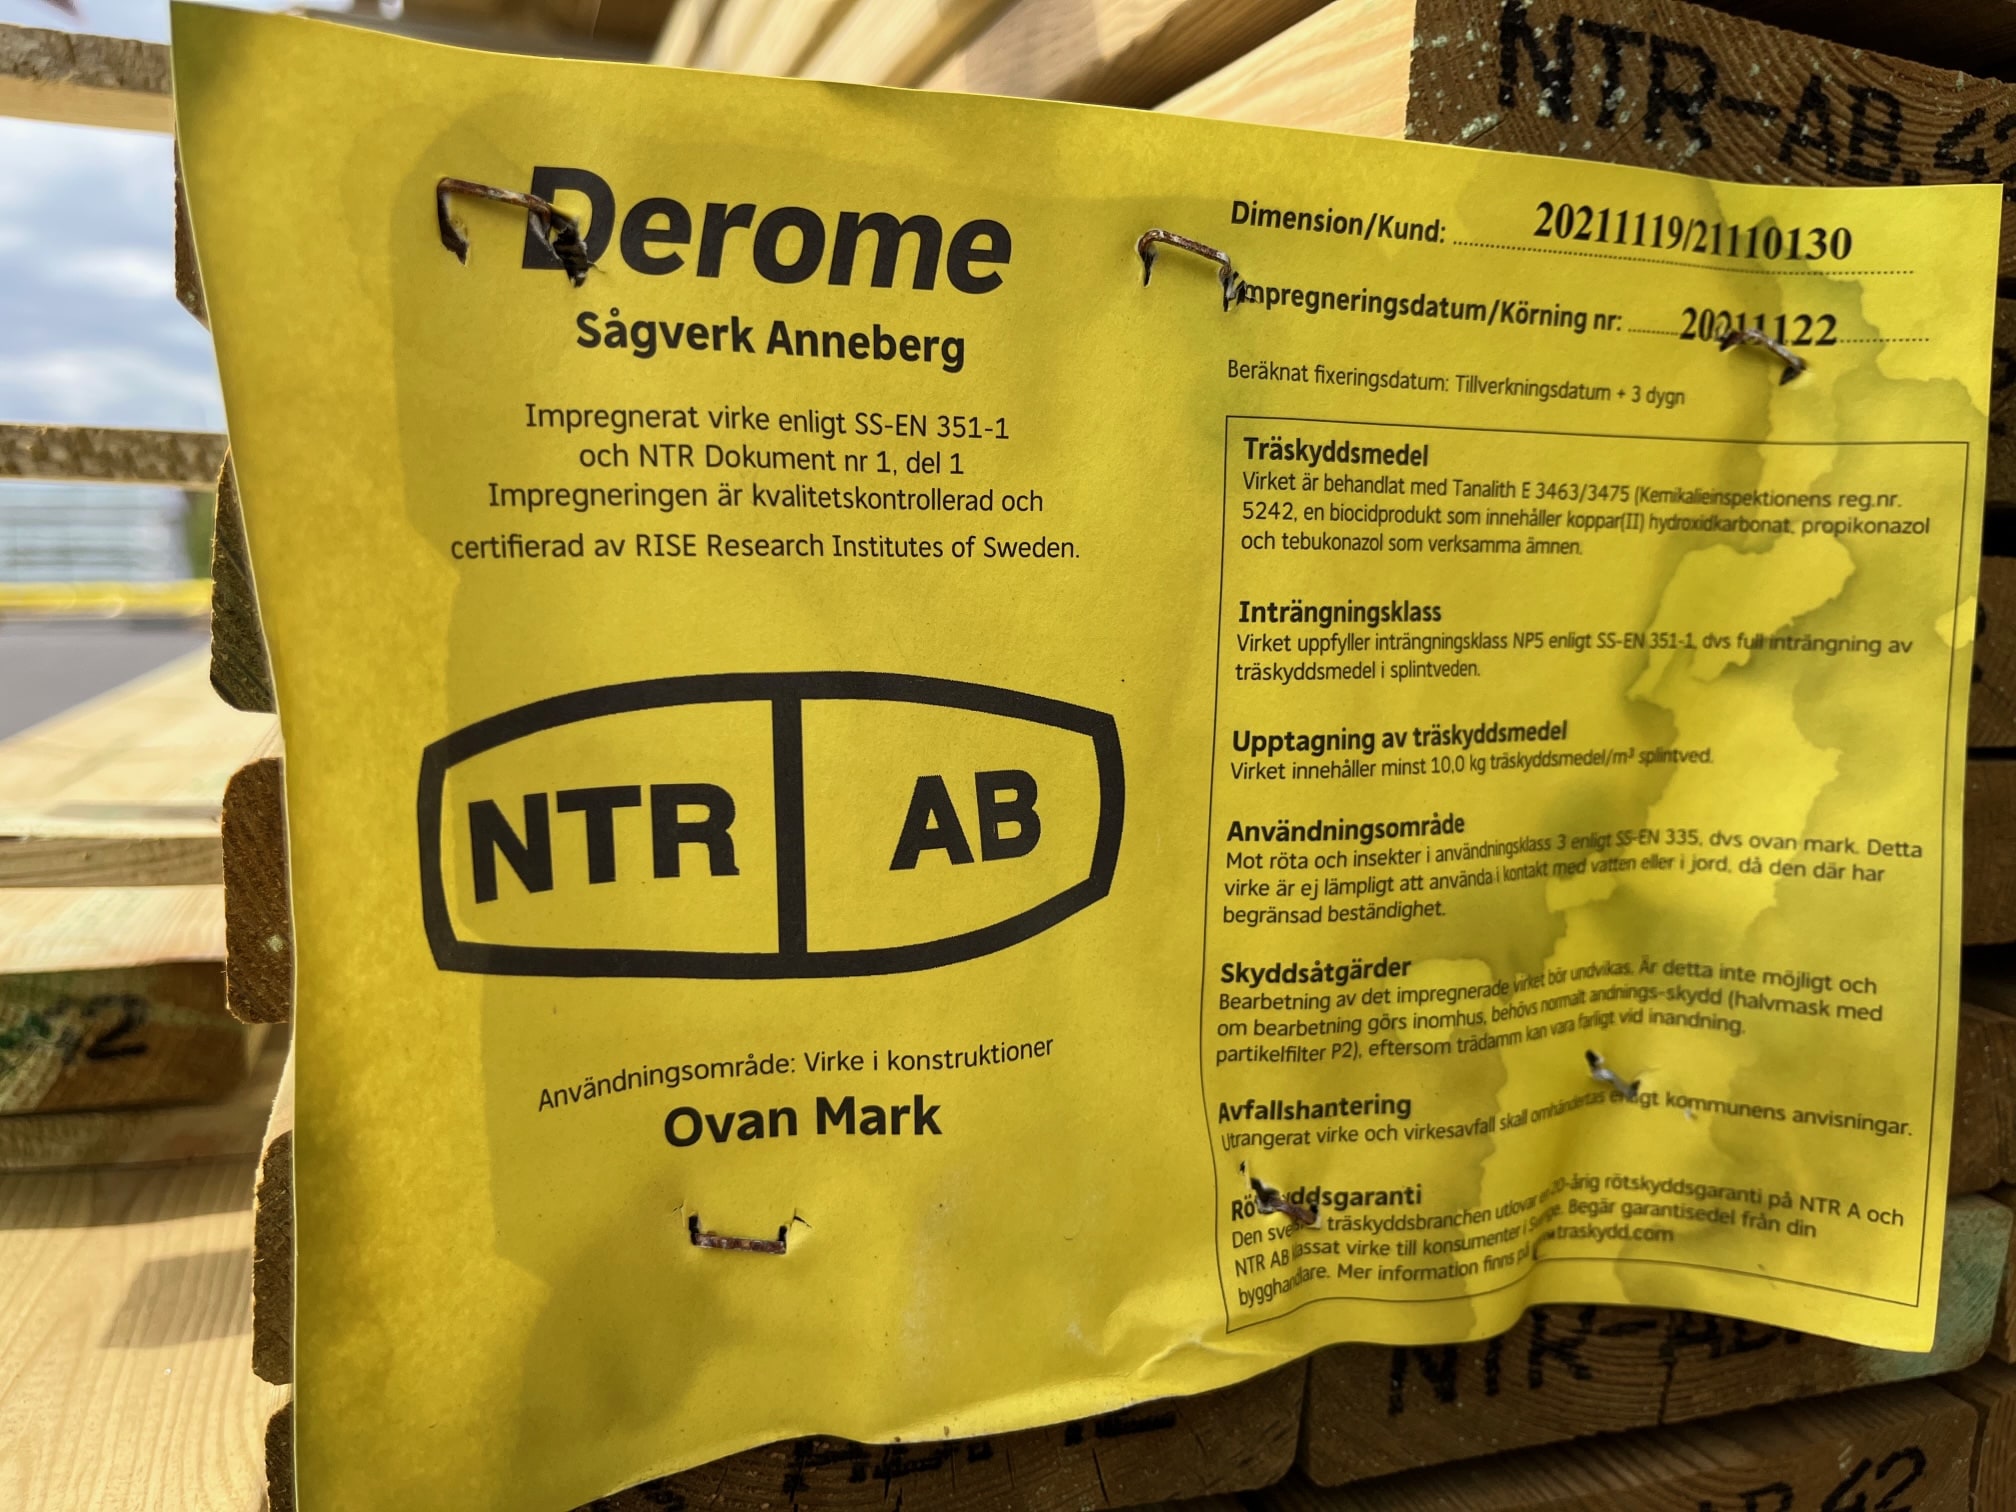 NTR-AB
Derome
Sågverk Anneberg
Impregnerat virke enligt SS-EN 351-1
och NTR Dokument nr 1, del 1
Impregneringen är kvalitetskontrollerad och
certifierad av RISE Research Institutes of Sweden.
NTR AB
Användningsområde: Virke i konstruktioner
Ovan Mark
Dimension/Kund: 20211119/21110130
Impregneringsdatum/Körning nr: 20211122
Beräknat fixeringsdatum: Tillverkningsdatum + 3 dygn
Träskyddsmedel
Virket är behandlat med Tanalith E 3463/3475 (Kemikalieinspektionens reg.nr.
5242, en biocidprodukt som innehåller koppar(II) hydroxidkarbonat, propikonazol
och tebukonazol som verksamma ämnen.
Inträngningsklass
Virket uppfyller inträngningsklass NP5 enligt SS-EN 351-1, dvs full inträngning av
träskyddsmedel i splintveden.
Upptagning av träskyddsmedel
Virket innehåller minst 10,0 kg träskyddsmedel/m³ splintved.
Användningsområde
Mot röta och insekter i användningsklass 3 enligt SS-EN 335, dvs ovan mark. Detta
virke är ej lämpligt att använda i kontakt med vatten eller i jord, då den där har
begränsad beständighet.
Skyddsåtgärder
Bearbetning av det impregnerade virket bör undvikas. Är detta inte möjligt och
om bearbetning görs inomhus, behövs normalt andnings-skydd (halvmask med
partikelfilter P2), eftersom trädamm kan vara farligt vid inandning.
Avfallshantering
Utrangerat virke och virkesavfall skall omhändertas enligt kommunens anvisningar.
Rötskyddsgaranti
Den svenska träskyddsbranchen utlovar en 20-årig rötskyddsgaranti på NTR A och
NTR AB klassat virke till konsumenter i Sverige. Begär garantisedel från din
bygghandlare. Mer information finns på www.traskydd.com
42
NTR-AB
42